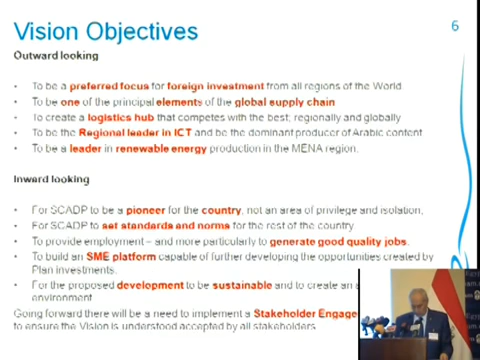 Vision Objectives
6
Outward looking
• To be a preferred focus for foreign investment from all regions of the World
• To be one of the principal elements of the global supply chain
• To create a logistics hub that competes with the best; regionally and globally
• To be the Regional leader in ICT and be the dominant producer of Arabic content
• To be a leader in renewable energy production in the MENA region.
Inward looking
• For SCADP to be a pioneer for the country, not an area of privilege and isolation,
• For SCADP to set standards and norms for the rest of the country.
• To provide employment – and more particularly to generate good quality jobs.
• To build an SME platform capable of further developing the opportunities created by
Plan investments.
• For the proposed development to be sustainable and to create an
environment.
Going forward there will be a need to implement a Stakeholder
to ensure the Vision is understood accepted by all stakeholders